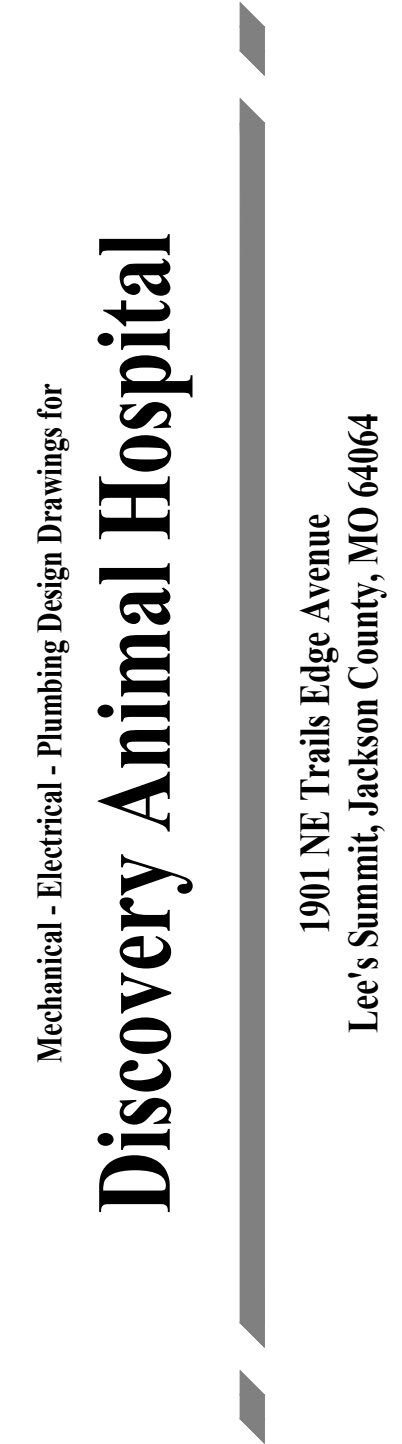 Mechanical - Electrical - Plumbing Design Drawings for
Discovery Animal Hospital
1901 NE Trails Edge Avenue
Lee's Summit, Jackson County, MO 64064